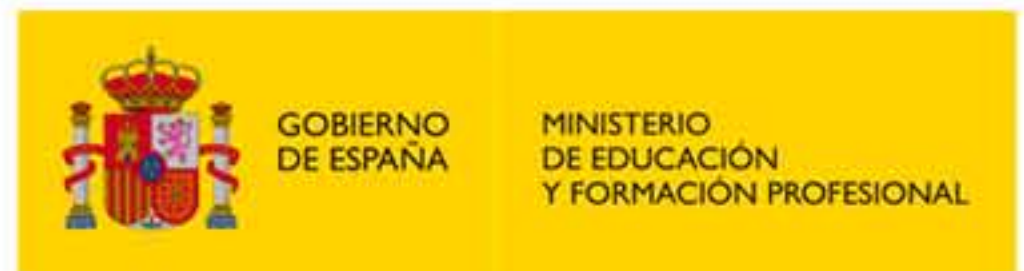 GOBIERNO
DE ESPAÑA
MINISTERIO
DE EDUCACIÓN
Y FORMACIÓN PROFESIONAL